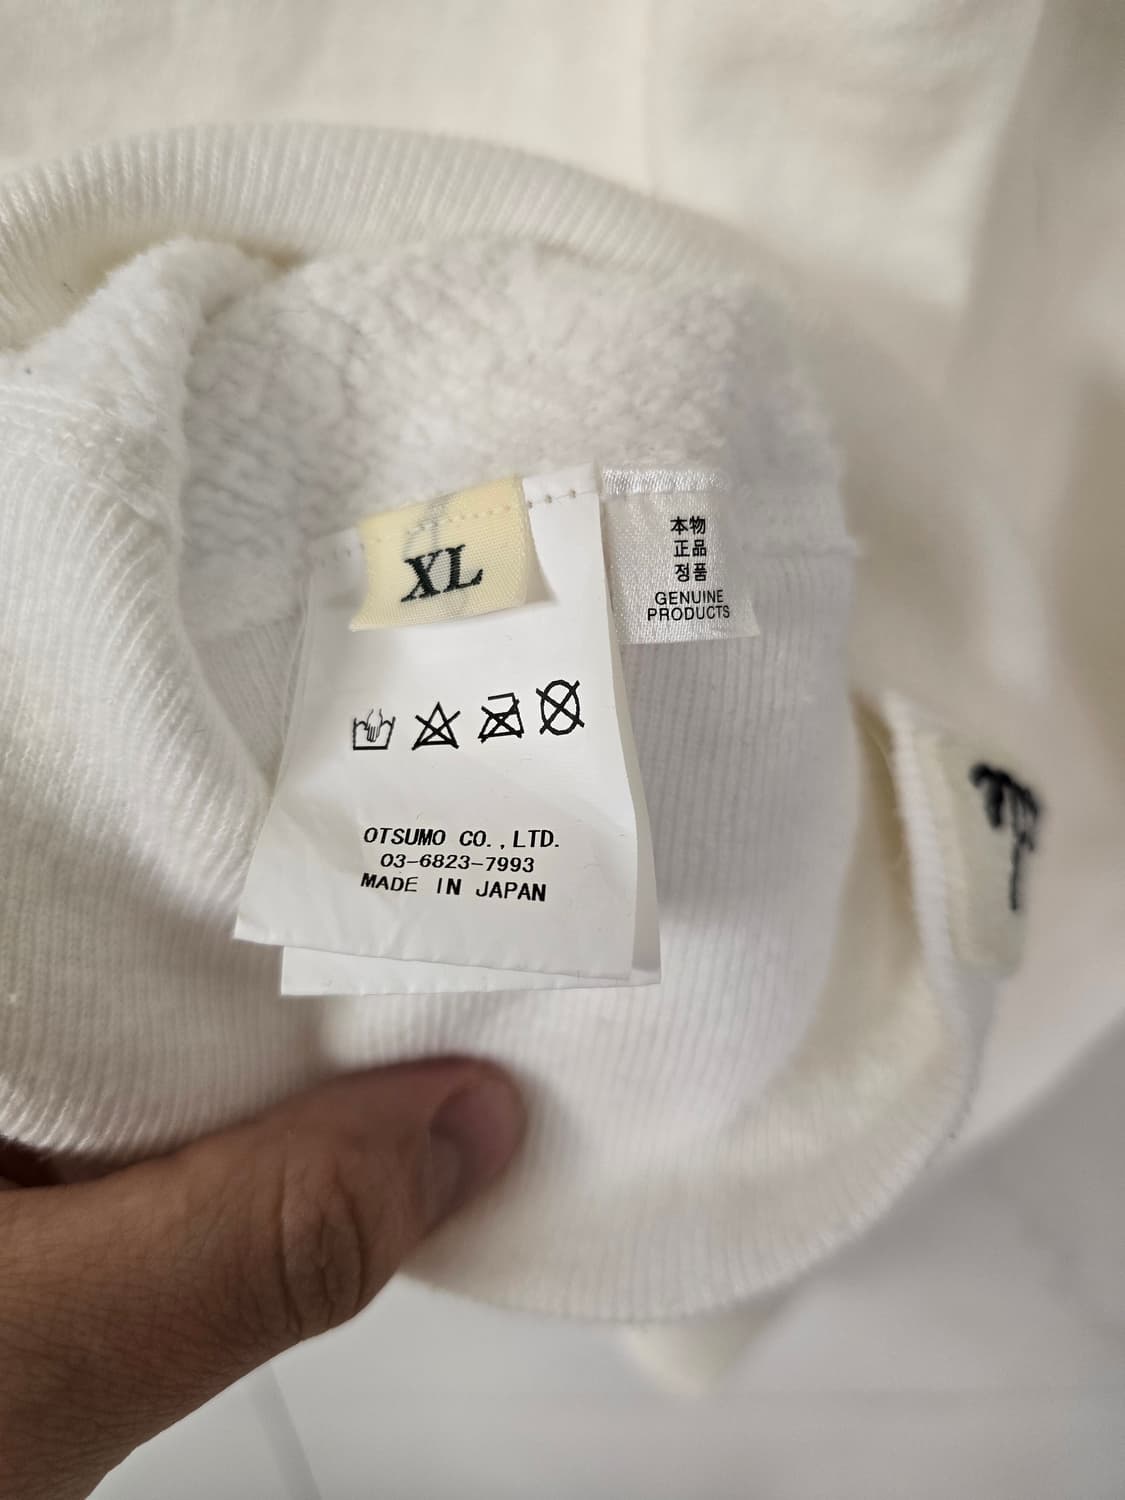 XL
本物
正品
정품
GENUINE
PRODUCTS
OTSUMO CO.,LTD.
03-6823-7993
MADE IN JAPAN